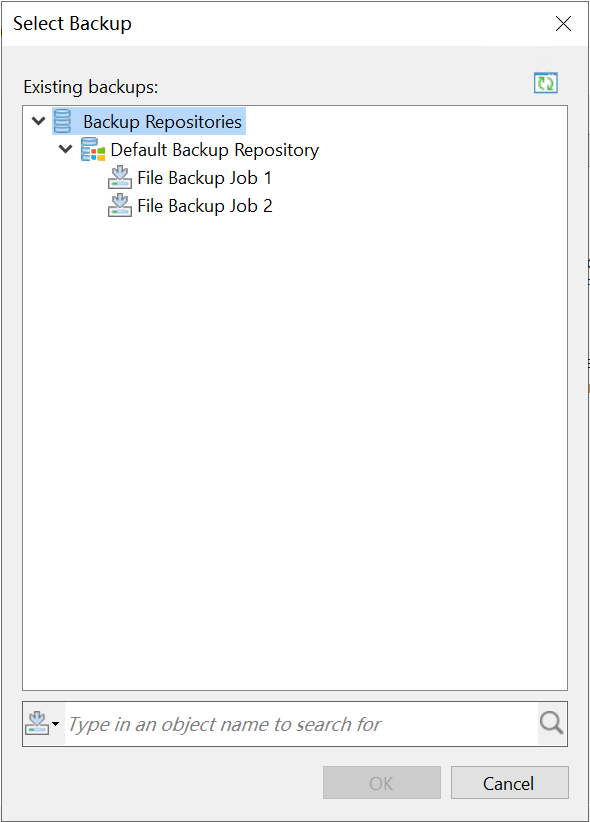 Select Backup
Existing backups:
Backup Repositories
Default Backup Repository
File Backup Job 1
File Backup Job 2
Type in an object name to search for
OK
Cancel